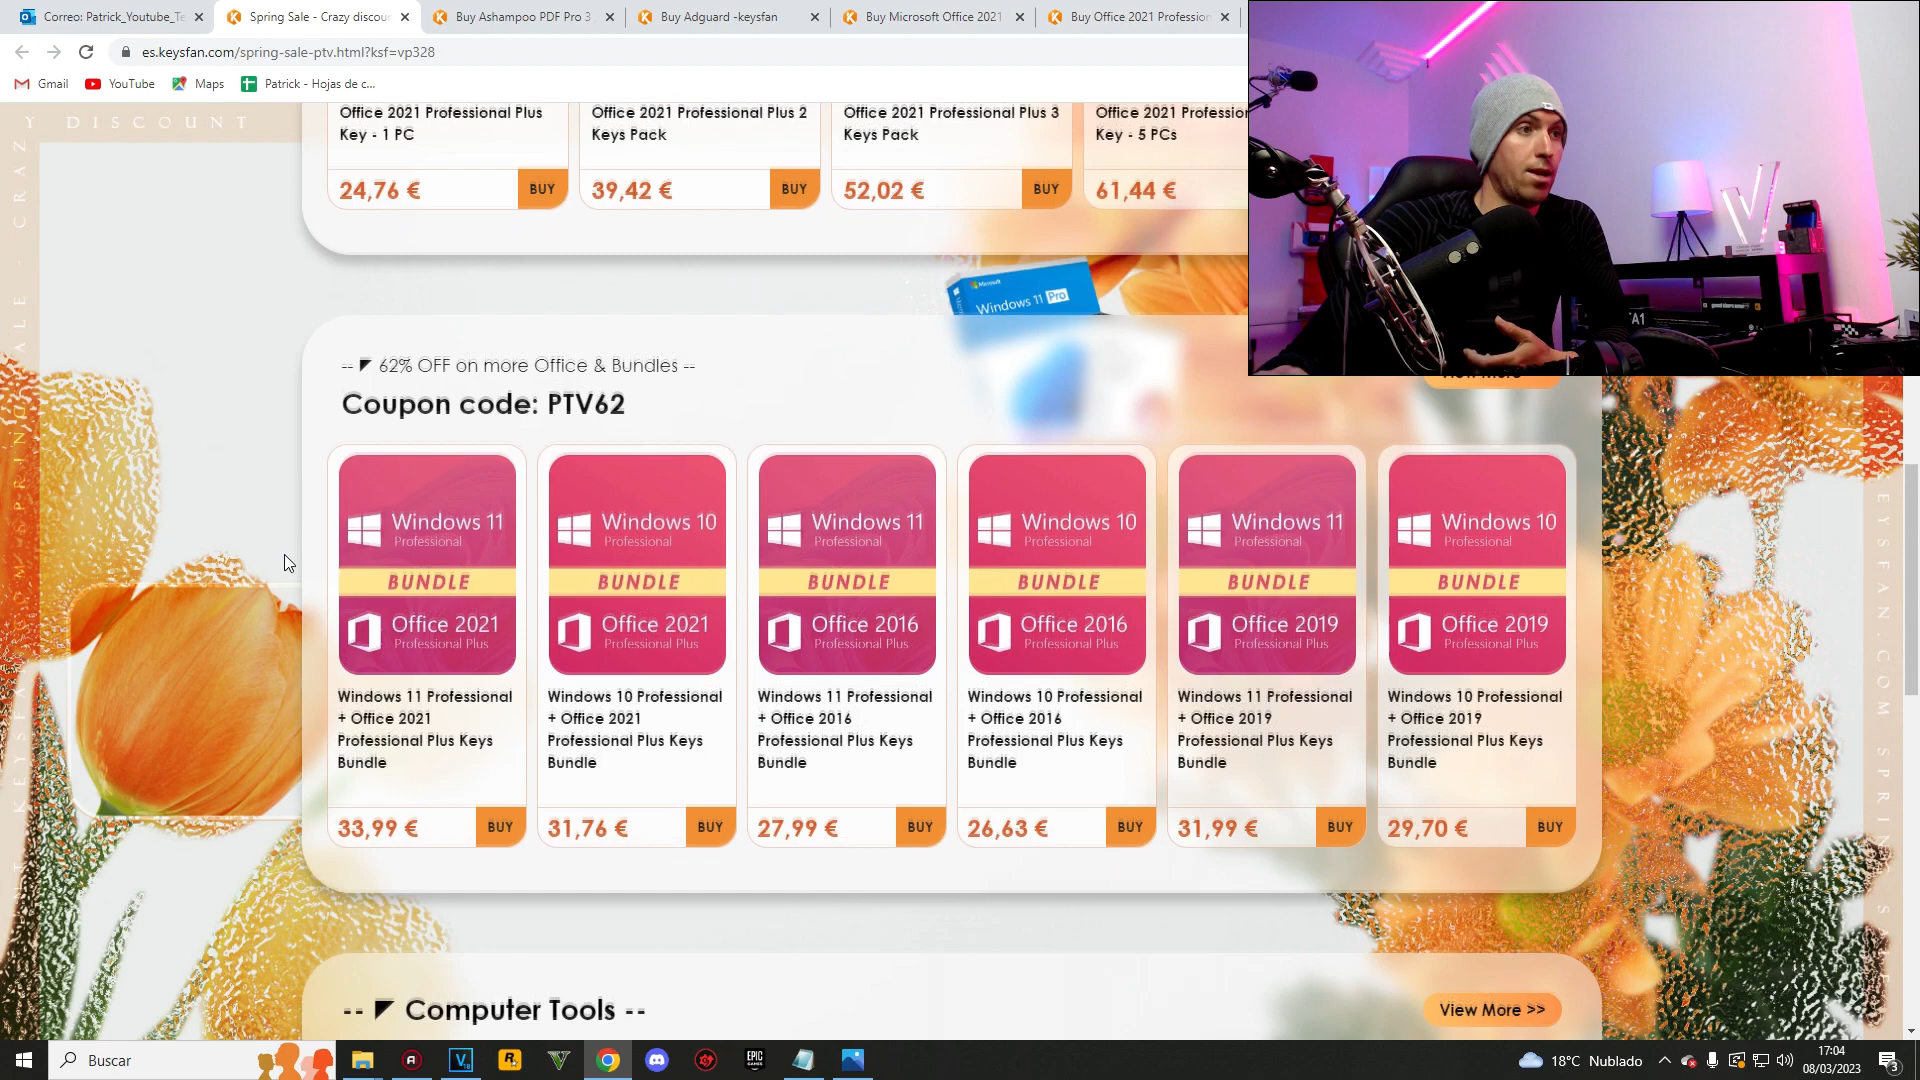 Correo: Patrick_Youtube_Te
Spring Sale - Crazy discou
Buy Ashampoo PDF Pro 3
Buy Adguard -keysfan
Buy Microsoft Office 2021
Buy Office 2021 Profession
es.keysfan.com/spring-sale-ptv.html?ksf=vp328
Gmail
YouTube
Maps
Patrick - Hojas de c...
Y DISCOUNT
Office 2021 Professional Plus
Key - 1 PC
24,76 €
BUY
Office 2021 Professional Plus 2
Keys Pack
39,42 €
BUY
Office 2021 Professional Plus 3
Keys Pack
52,02 €
BUY
Office 2021 Profession
Key - 5 PCs
61,44 €
Microsoft
Windows 11 Pro
-- ◤ 62% OFF on more Office & Bundles --
Coupon code: PTV62
Windows 11
Professional
BUNDLE
Office 2021
Professional Plus
Windows 11 Professional
+ Office 2021
Professional Plus Keys
Bundle
33,99 €
BUY
Windows 10
Professional
BUNDLE
Office 2021
Professional Plus
Windows 10 Professional
+ Office 2021
Professional Plus Keys
Bundle
31,76 €
BUY
Windows 11
Professional
BUNDLE
Office 2016
Professional Plus
Windows 11 Professional
+ Office 2016
Professional Plus Keys
Bundle
27,99 €
BUY
Windows 10
Professional
BUNDLE
Office 2016
Professional Plus
Windows 10 Professional
+ Office 2016
Professional Plus Keys
Bundle
26,63 €
BUY
Windows 11
Professional
BUNDLE
Office 2019
Professional Plus
Windows 11 Professional
+ Office 2019
Professional Plus Keys
Bundle
31,99 €
BUY
Windows 10
Professional
BUNDLE
Office 2019
Professional Plus
Windows 10 Professional
+ Office 2019
Professional Plus Keys
Bundle
29,70 €
BUY
-- ◤ Computer Tools --
View More >>
Buscar
EPIC
GAMES
18°C Nublado
17:04
08/03/2023
3